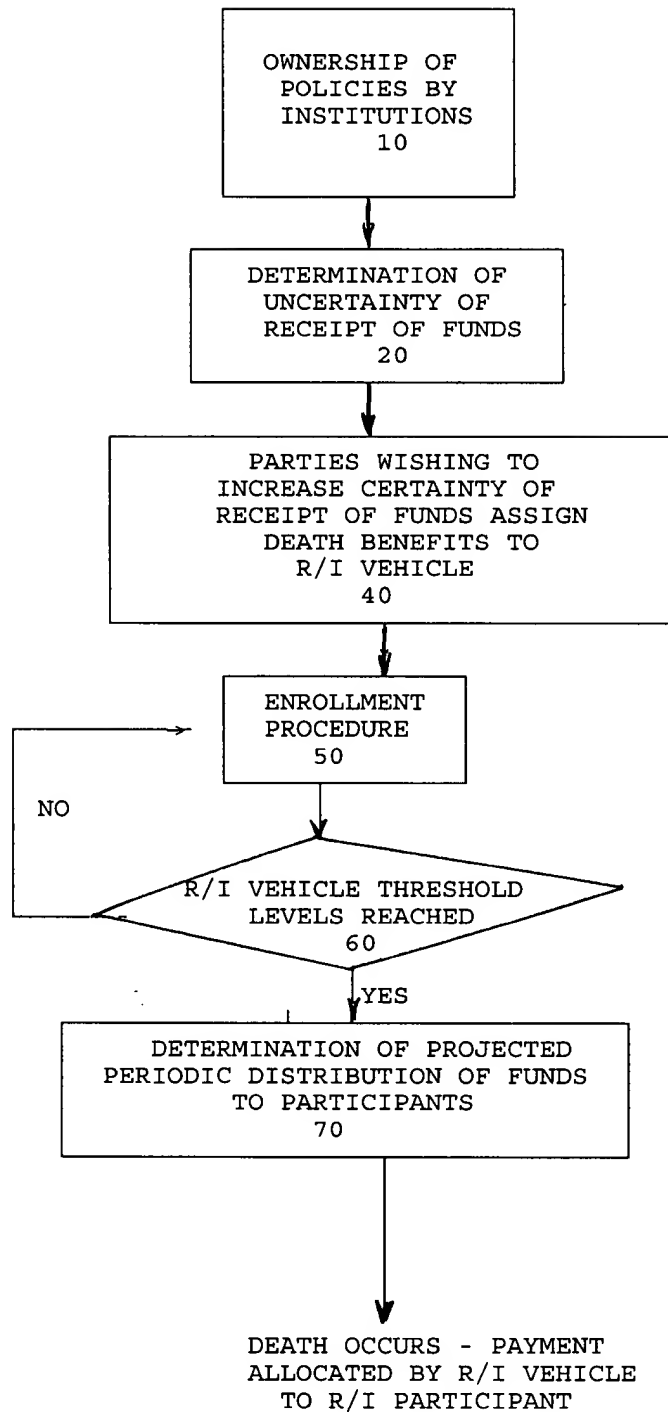 OWNERSHIP OF
POLICIES BY
INSTITUTIONS
10
DETERMINATION OF
UNCERTAINTY OF
RECEIPT OF FUNDS
20
PARTIES WISHING TO
INCREASE CERTAINTY OF
RECEIPT OF FUNDS ASSIGN
DEATH BENEFITS TO
R/I VEHICLE
40
ENROLLMENT
PROCEDURE
50
NO
R/I VEHICLE THRESHOLD
LEVELS REACHED
60
YES
DETERMINATION OF PROJECTED
PERIODIC DISTRIBUTION OF FUNDS
TO PARTICIPANTS
70
DEATH OCCURS - PAYMENT
ALLOCATED BY R/I VEHICLE
TO R/I PARTICIPANT